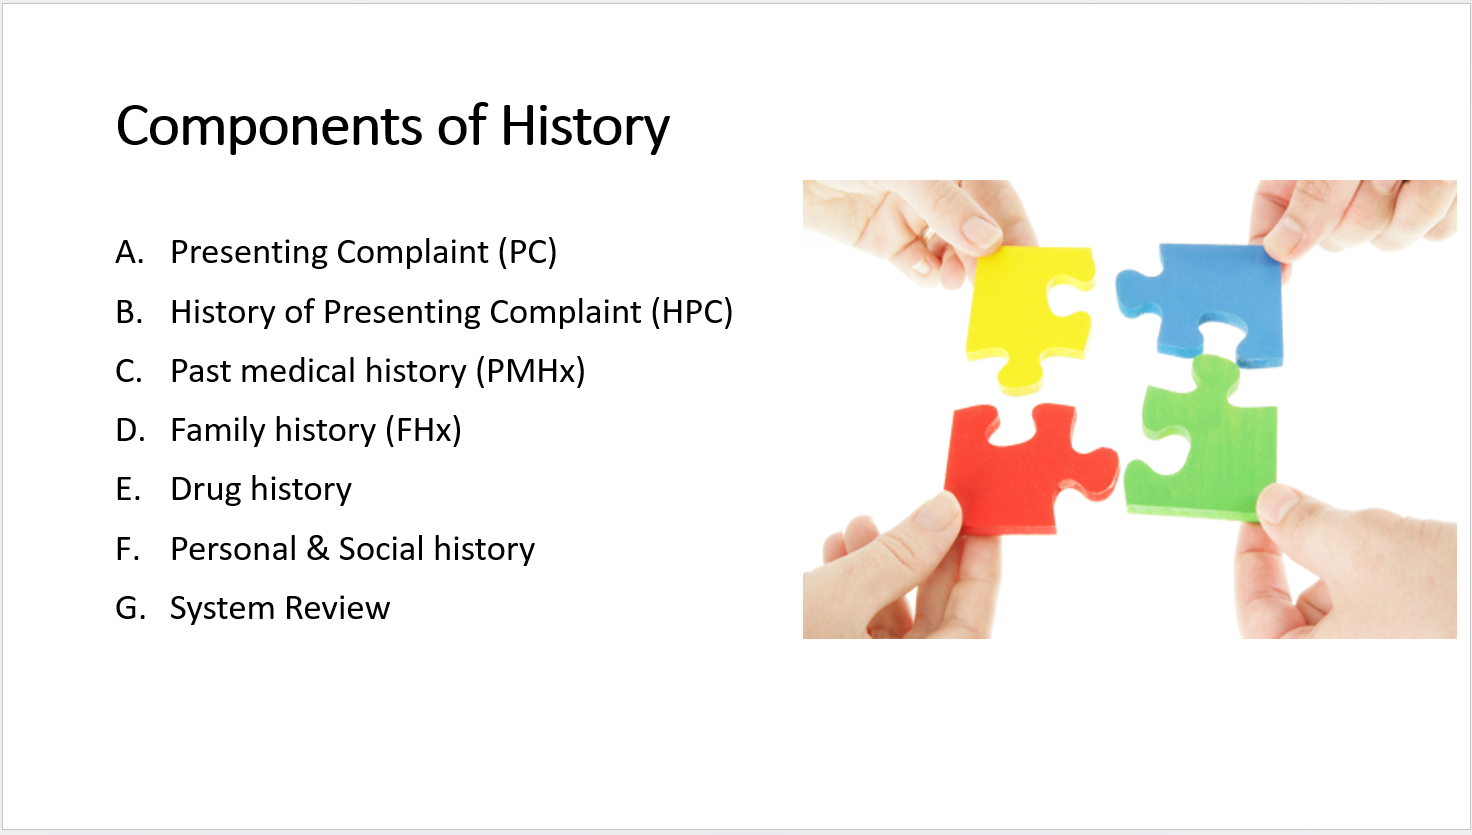 Components of History
A. Presenting Complaint (PC)
B. History of Presenting Complaint (HPC)
C. Past medical history (PMHx)
D. Family history (FHx)
E. Drug history
F. Personal & Social history
G. System Review